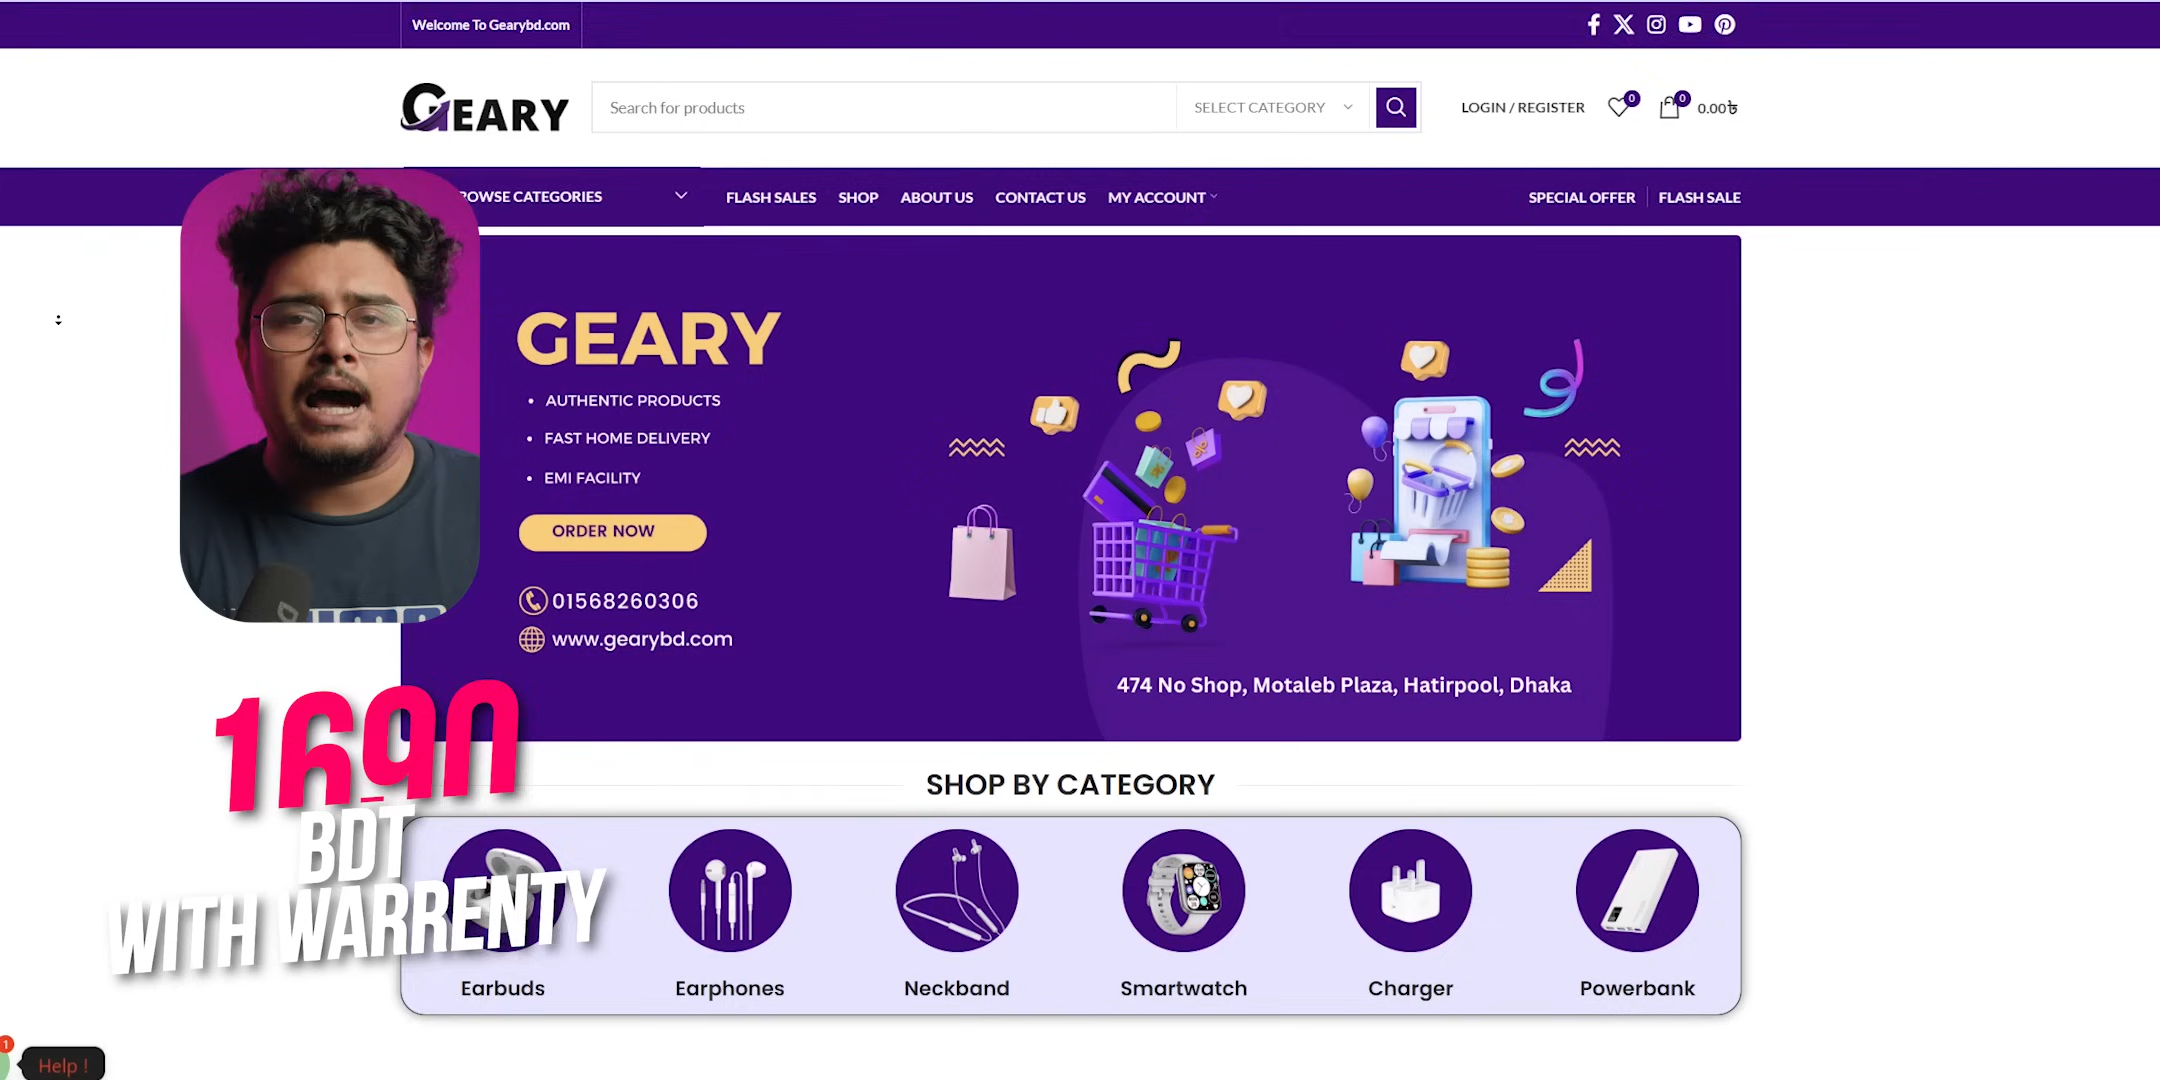 Welcome To Gearybd.com
GEARY
Search for products
SELECT CATEGORY
LOGIN / REGISTER
0
0
0.00৳
OWSE CATEGORIES
FLASH SALES
SHOP
ABOUT US
CONTACT US
MY ACCOUNT
SPECIAL OFFER
FLASH SALE
GEARY
• AUTHENTIC PRODUCTS
• FAST HOME DELIVERY
• EMI FACILITY
ORDER NOW
01568260306
www.gearybd.com
474 No Shop, Motaleb Plaza, Hatirpool, Dhaka
1690
BDT
WITH WARRENTY
SHOP BY CATEGORY
Earbuds
Earphones
Neckband
Smartwatch
Charger
Powerbank
1
Help !